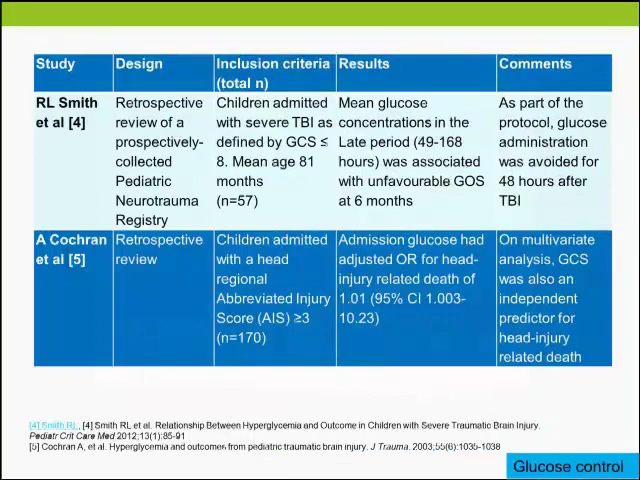 Study
Design
Inclusion criteria
(total n)
Results
Comments
RL Smith
et al [4]
Retrospective
review of a
prospectively-
collected
Pediatric
Neurotrauma
Registry
Children admitted
with severe TBI as
defined by GCS ≤
8. Mean age 81
months
(n=57)
Mean glucose
concentrations in the
Late period (49-168
hours) was associated
with unfavourable GOS
at 6 months
As part of the
protocol, glucose
administration
was avoided for
48 hours after
TBI
A Cochran
et al [5]
Retrospective
review
Children admitted
with a head
regional
Abbreviated Injury
Score (AIS) ≥3
(n=170)
Admission glucose had
adjusted OR for head-
injury related death of
1.01 (95% CI 1.003-
10.23)
On multivariate
analysis, GCS
was also an
independent
predictor for
head-injury
related death
[4] Smith RL, [4] Smith RL et al. Relationship Between Hyperglycemia and Outcome in Children with Severe Traumatic Brain Injury.
Pediatr Crit Care Med 2012;13(1):85-91
[5] Cochran A, et al. Hyperglycemia and outcomes from pediatric traumatic brain injury. J Trauma. 2003;55(6):1035-1038
Glucose control